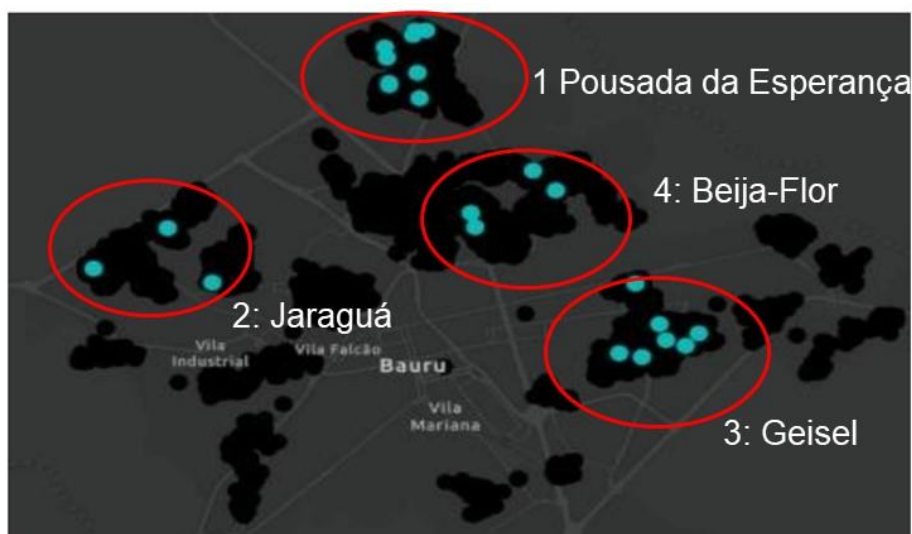 1 Pousada da Esperança
4: Beija-Flor
2: Jaraguá
Vila
Industrial
Vila Falcão
Bauru
Vila
Mariana
3: Geisel